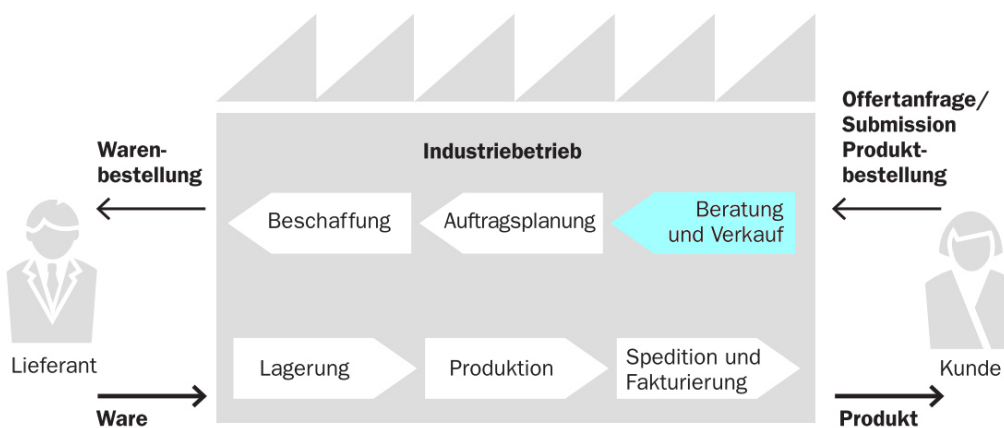 Offertanfrage/
Submission
Produkt-
bestellung
Waren-
bestellung
Industriebetrieb
Beschaffung
Auftragsplanung
Beratung
und Verkauf
Lieferant
Kunde
Lagerung
Produktion
Spedition und
Fakturierung
Ware
Produkt